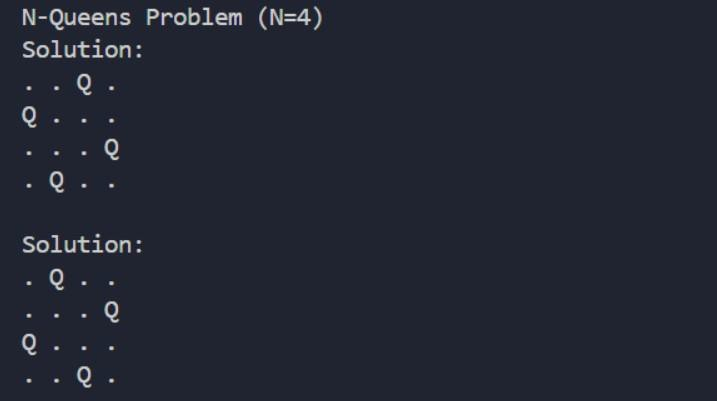 N-Queens Problem (N=4)
Solution:
. . Q .
Q . . .
. . . Q
. Q . .

Solution:
. Q . .
. . . Q
Q . . .
. . Q .